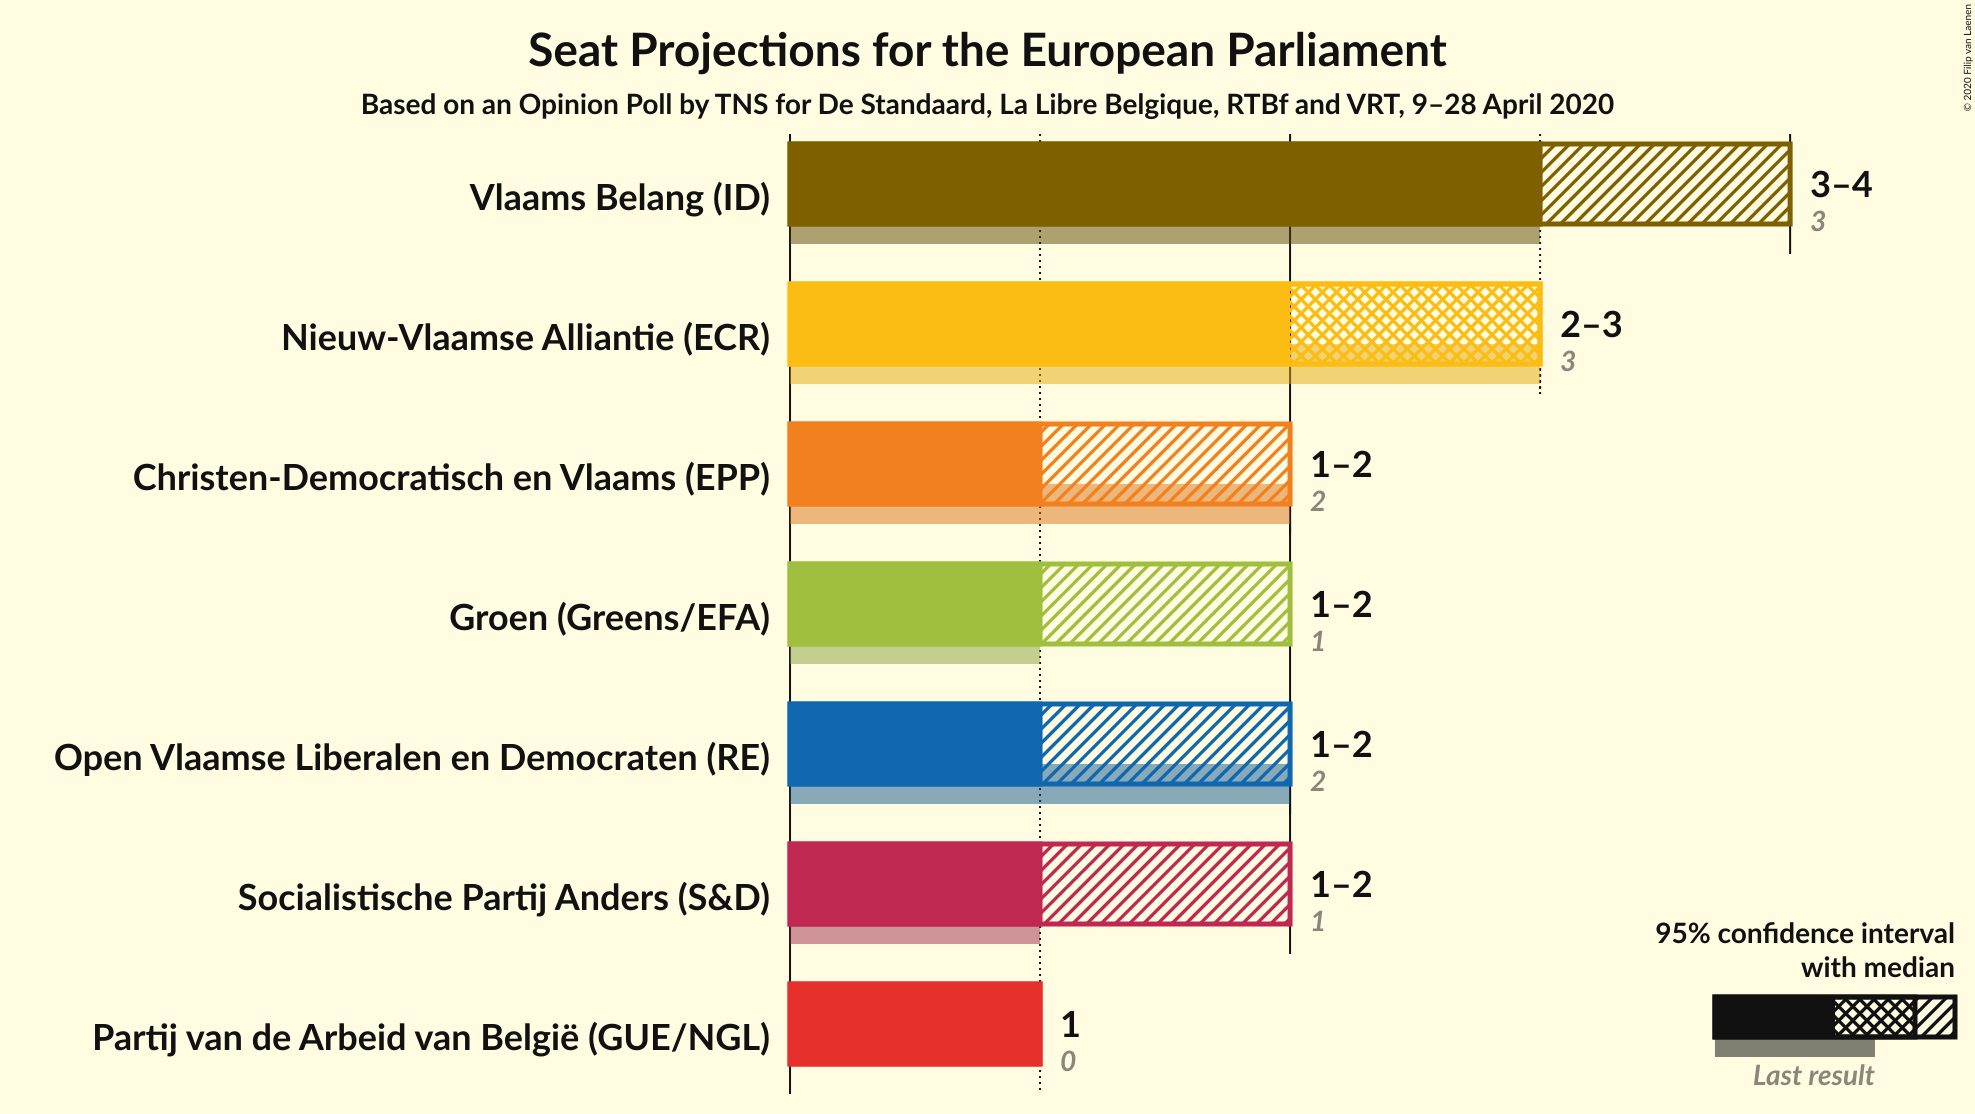 Seat Projections for the European Parliament
Based on an Opinion Poll by TNS for De Standaard, La Libre Belgique, RTBf and VRT, 9–28 April 2020
© 2020 Filip van Laenen
Vlaams Belang (ID)
3–4
3
Nieuw-Vlaamse Alliantie (ECR)
2–3
3
Christen-Democratisch en Vlaams (EPP)
1–2
2
Groen (Greens/EFA)
1–2
1
Open Vlaamse Liberalen en Democraten (RE)
1–2
2
Socialistische Partij Anders (S&D)
1–2
1
Partij van de Arbeid van België (GUE/NGL)
1
0
95% confidence interval
with median
Last result